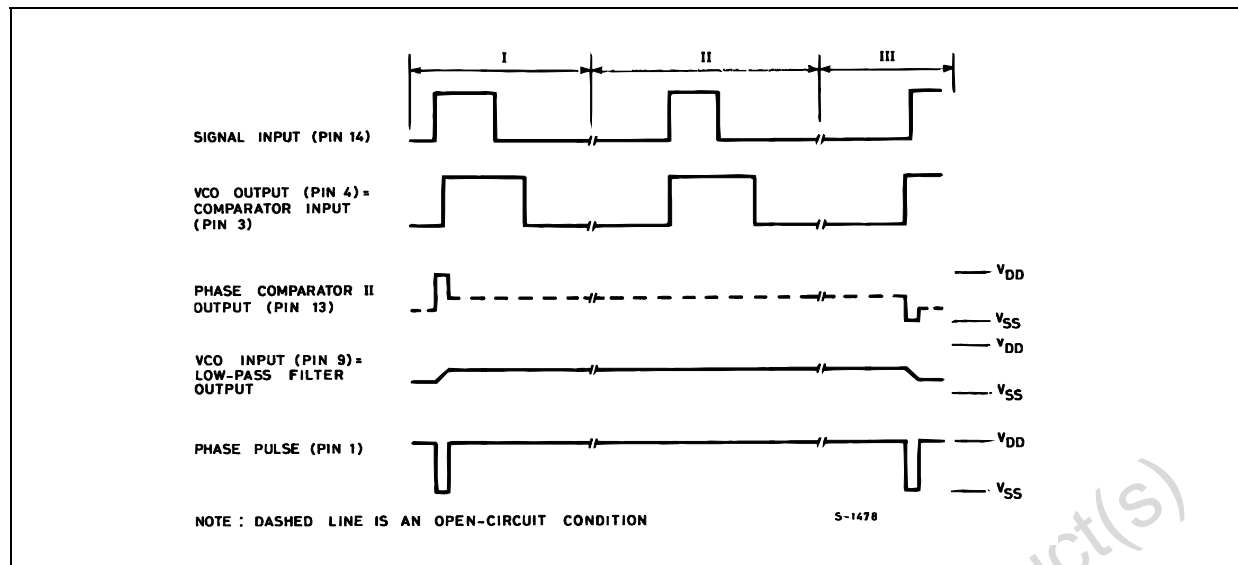 I II III
SIGNAL INPUT (PIN 14)
VCO OUTPUT (PIN 4)=
COMPARATOR INPUT
(PIN 3)
PHASE COMPARATOR II
OUTPUT (PIN 13)
VDD
VSS
VCO INPUT (PIN 9)=
LOW-PASS FILTER
OUTPUT
VDD
VSS
PHASE PULSE (PIN 1)
VDD
VSS
NOTE : DASHED LINE IS AN OPEN-CIRCUIT CONDITION
S-1478
uct(s)